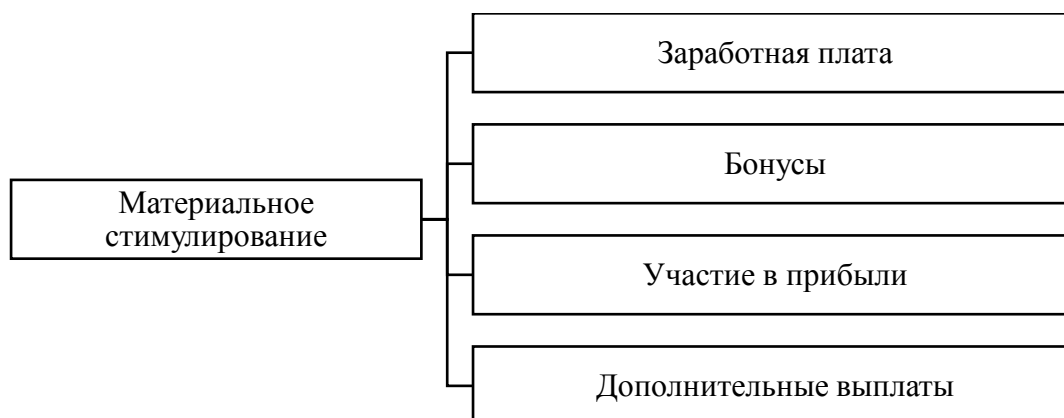 Материальное
стимулирование
Заработная плата
Бонусы
Участие в прибыли
Дополнительные выплаты